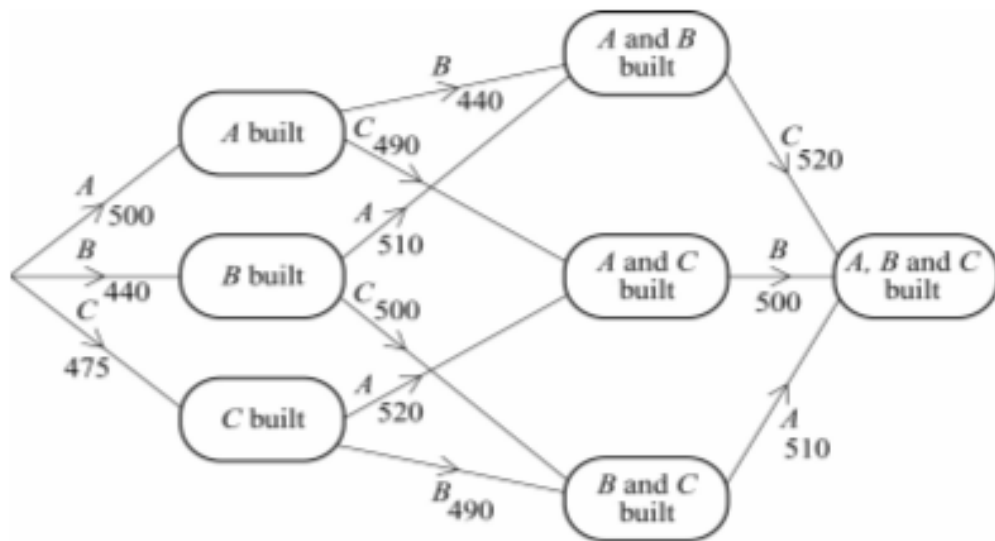 A and B
built
B
440
A built
C
490
C
520
A
500
A
510
B
440
B built
A and C
built
B
500
A, B and C
built
C
475
C
500
A
520
C built
A
510
B
490
B and C
built